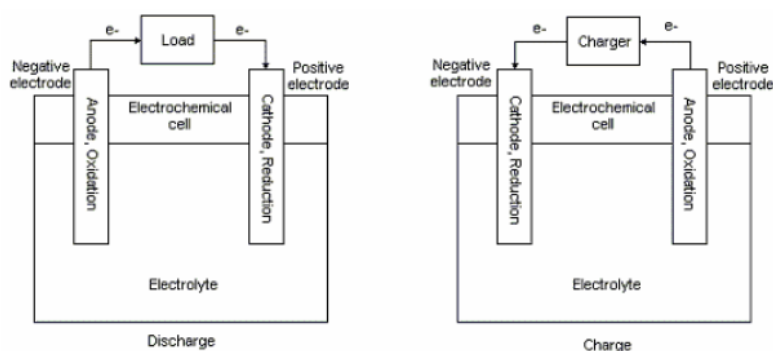 e-
Load
e-
Negative
electrode
Positive
electrode
Anode, Oxidation
Electrochemical
cell
Cathode, Reduction
Electrolyte
Discharge
e-
Charger
e-
Negative
electrode
Positive
electrode
Cathode, Reduction
Electrochemical
cell
Anode, Oxidation
Electrolyte
Charge